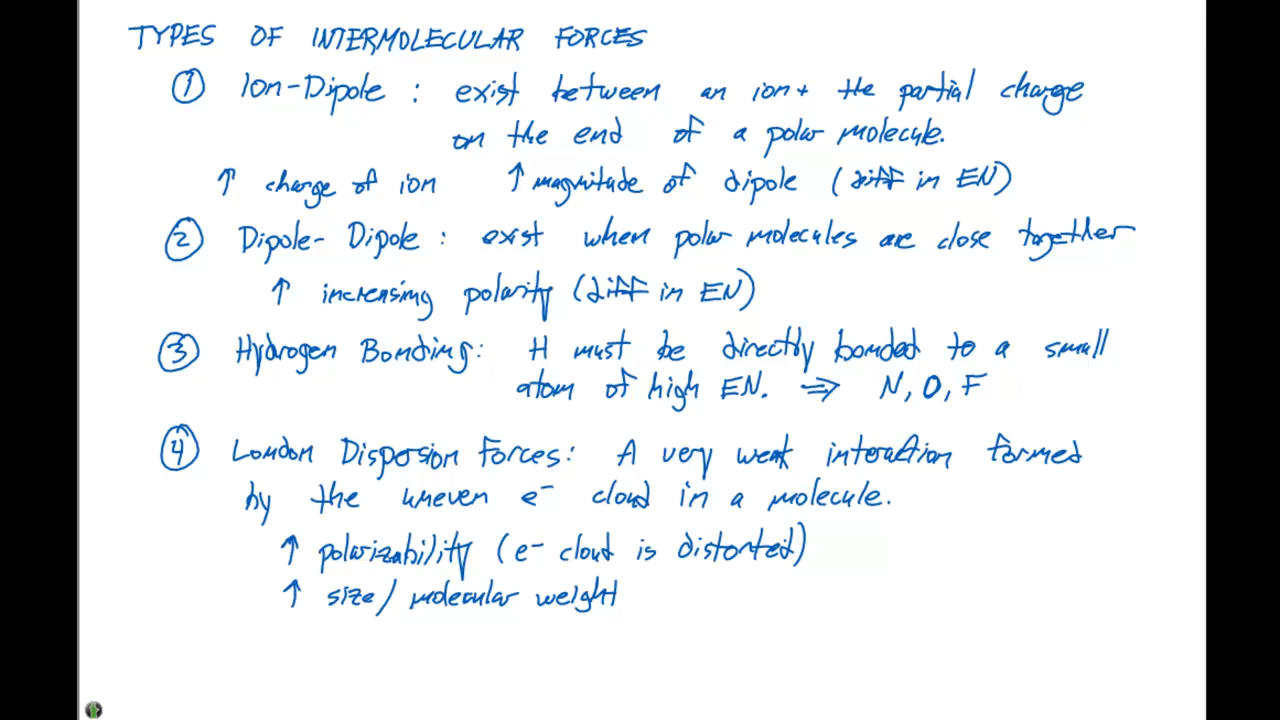 TYPES OF INTERMOLECULAR FORCES
① Ion-Dipole : exist between an ion + the partial charge
on the end of a polar molecule.
↑ charge of ion ↑ magnitude of dipole (diff in EN)
② Dipole-Dipole : exist when polar molecules are close together
↑ increasing polarity (diff in EN)
③ Hydrogen Bonding: H must be directly bonded to a small
atom of high EN. ⇒ N, O, F
④ London Dispersion Forces: A very weak interaction formed
by the uneven e⁻ cloud in a molecule.
↑ polarizability (e⁻ cloud is distorted)
↑ size/molecular weight